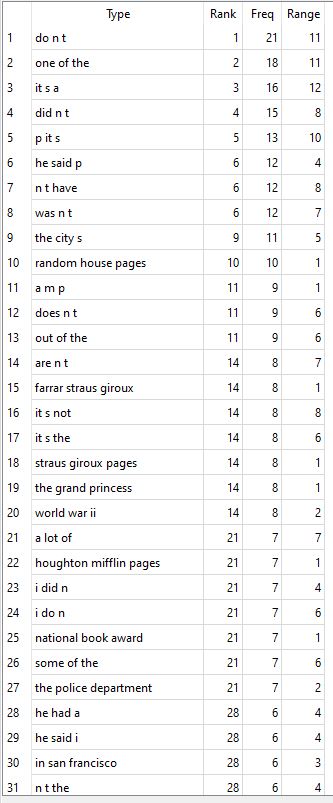 Type Rank Freq Range
1 do n t 1 21 11
2 one of the 2 18 11
3 it s a 3 16 12
4 did n t 4 15 8
5 p it s 5 13 10
6 he said p 6 12 4
7 n t have 6 12 8
8 was n t 6 12 7
9 the city s 9 11 5
10 random house pages 10 10 1
11 a m p 11 9 1
12 does n t 11 9 6
13 out of the 11 9 6
14 are n t 14 8 7
15 farrar straus giroux 14 8 1
16 it s not 14 8 8
17 it s the 14 8 6
18 straus giroux pages 14 8 1
19 the grand princess 14 8 1
20 world war ii 14 8 2
21 a lot of 21 7 7
22 houghton mifflin pages 21 7 1
23 i did n 21 7 4
24 i do n 21 7 6
25 national book award 21 7 1
26 some of the 21 7 6
27 the police department 21 7 2
28 he had a 28 6 4
29 he said i 28 6 4
30 in san francisco 28 6 3
31 n t the 28 6 4